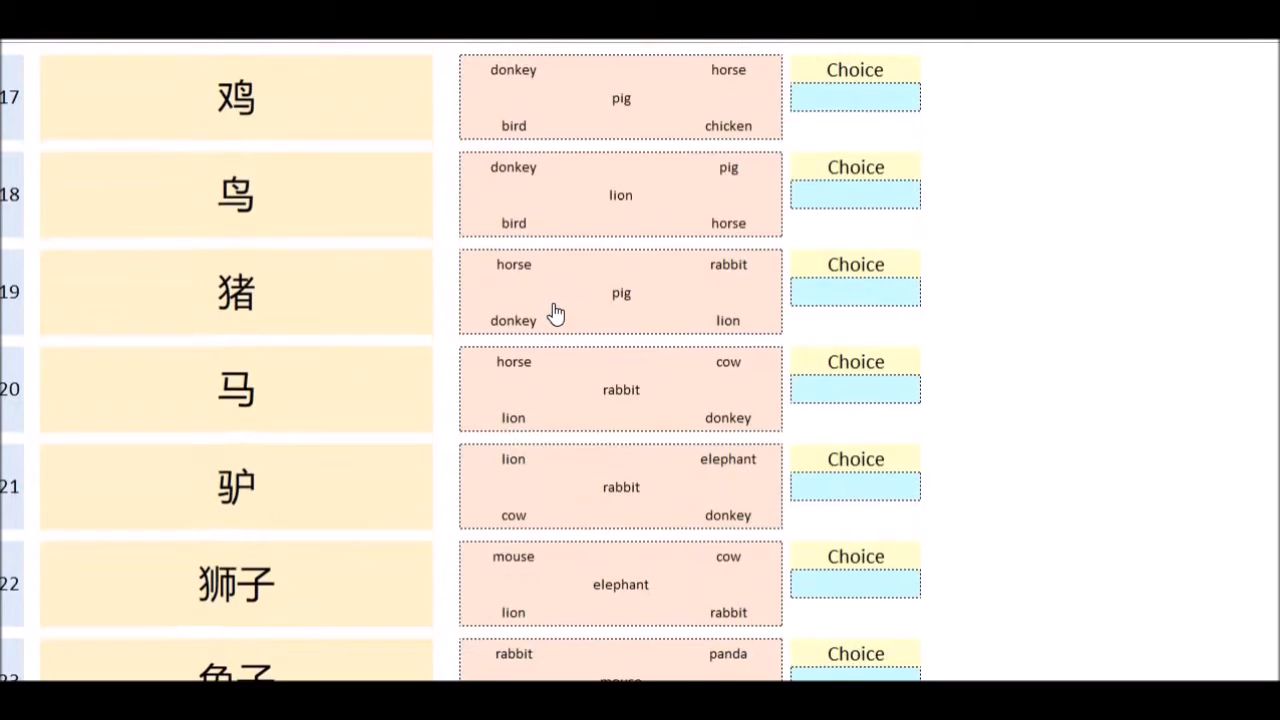 17
鸡
donkey horse
pig
bird chicken
Choice
18
鸟
donkey pig
lion
bird horse
Choice
19
猪
horse rabbit
pig
donkey lion
Choice
20
马
horse cow
rabbit
lion donkey
Choice
21
驴
lion elephant
rabbit
cow donkey
Choice
22
狮子
mouse cow
elephant
lion rabbit
Choice
rabbit panda
Choice